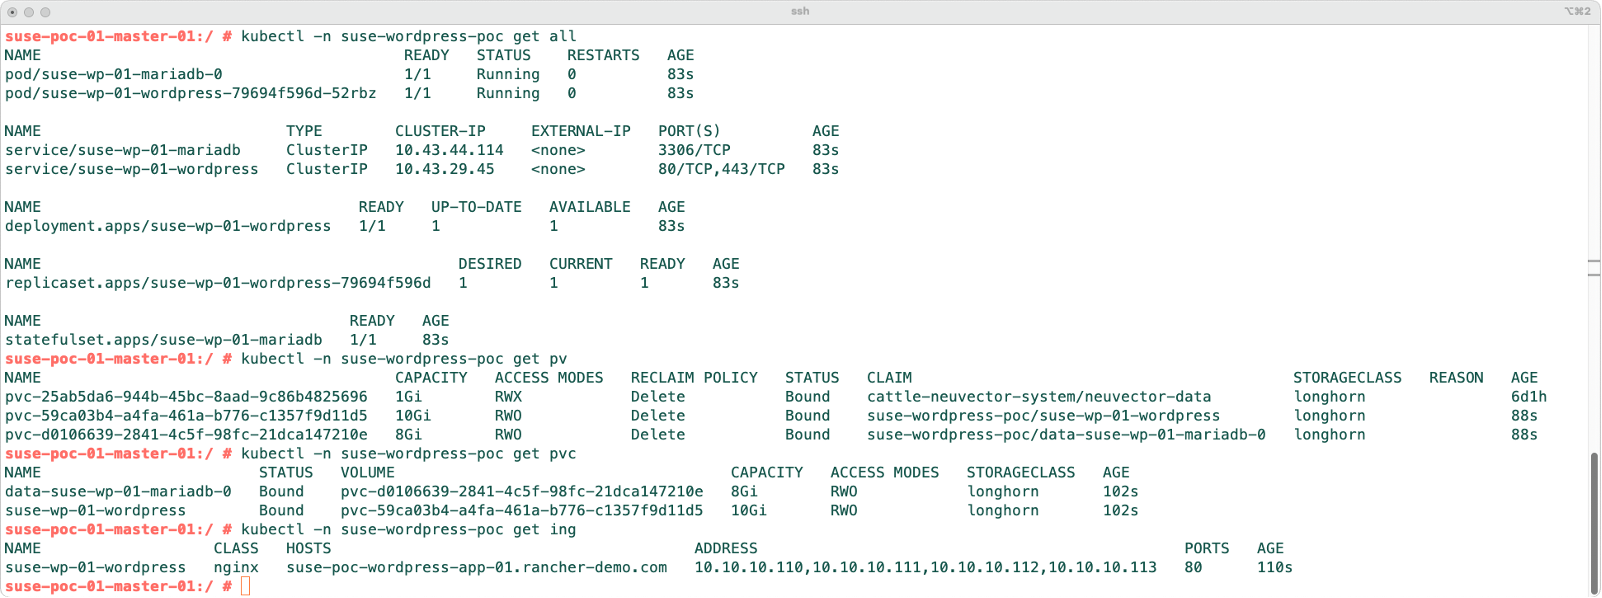 ssh
⌥⌘2
suse-poc-01-master-01:/ # kubectl -n suse-wordpress-poc get all
NAME                                        READY   STATUS    RESTARTS   AGE
pod/suse-wp-01-mariadb-0                    1/1     Running   0          83s
pod/suse-wp-01-wordpress-79694f596d-52rbz   1/1     Running   0          83s

NAME                           TYPE        CLUSTER-IP     EXTERNAL-IP   PORT(S)          AGE
service/suse-wp-01-mariadb     ClusterIP   10.43.44.114   <none>        3306/TCP         83s
service/suse-wp-01-wordpress   ClusterIP   10.43.29.45    <none>        80/TCP,443/TCP   83s

NAME                                   READY   UP-TO-DATE   AVAILABLE   AGE
deployment.apps/suse-wp-01-wordpress   1/1     1            1           83s

NAME                                              DESIRED   CURRENT   READY   AGE
replicaset.apps/suse-wp-01-wordpress-79694f596d   1         1         1       83s

NAME                                  READY   AGE
statefulset.apps/suse-wp-01-mariadb   1/1     83s
suse-poc-01-master-01:/ # kubectl -n suse-wordpress-poc get pv
NAME                                       CAPACITY   ACCESS MODES   RECLAIM POLICY   STATUS   CLAIM                                          STORAGECLASS   REASON   AGE
pvc-25ab5da6-944b-45bc-8aad-9c86b4825696   1Gi        RWX            Delete           Bound    cattle-neuvector-system/neuvector-data         longhorn                6d1h
pvc-59ca03b4-a4fa-461a-b776-c1357f9d11d5   10Gi       RWO            Delete           Bound    suse-wordpress-poc/suse-wp-01-wordpress        longhorn                88s
pvc-d0106639-2841-4c5f-98fc-21dca147210e   8Gi        RWO            Delete           Bound    suse-wordpress-poc/data-suse-wp-01-mariadb-0   longhorn                88s
suse-poc-01-master-01:/ # kubectl -n suse-wordpress-poc get pvc
NAME                        STATUS   VOLUME                                     CAPACITY   ACCESS MODES   STORAGECLASS   AGE
data-suse-wp-01-mariadb-0   Bound    pvc-d0106639-2841-4c5f-98fc-21dca147210e   8Gi        RWO            longhorn       102s
suse-wp-01-wordpress        Bound    pvc-59ca03b4-a4fa-461a-b776-c1357f9d11d5   10Gi       RWO            longhorn       102s
suse-poc-01-master-01:/ # kubectl -n suse-wordpress-poc get ing
NAME                   CLASS   HOSTS                                        ADDRESS                                             PORTS   AGE
suse-wp-01-wordpress   nginx   suse-poc-wordpress-app-01.rancher-demo.com   10.10.10.110,10.10.10.111,10.10.10.112,10.10.10.113   80      110s
suse-poc-01-master-01:/ #